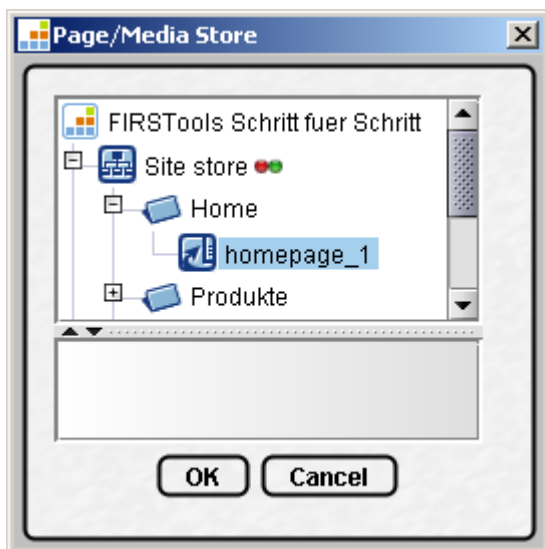 Page/Media Store
FIRSTools Schritt fuer Schritt
Site store
Home
homepage_1
Produkte
OK
Cancel